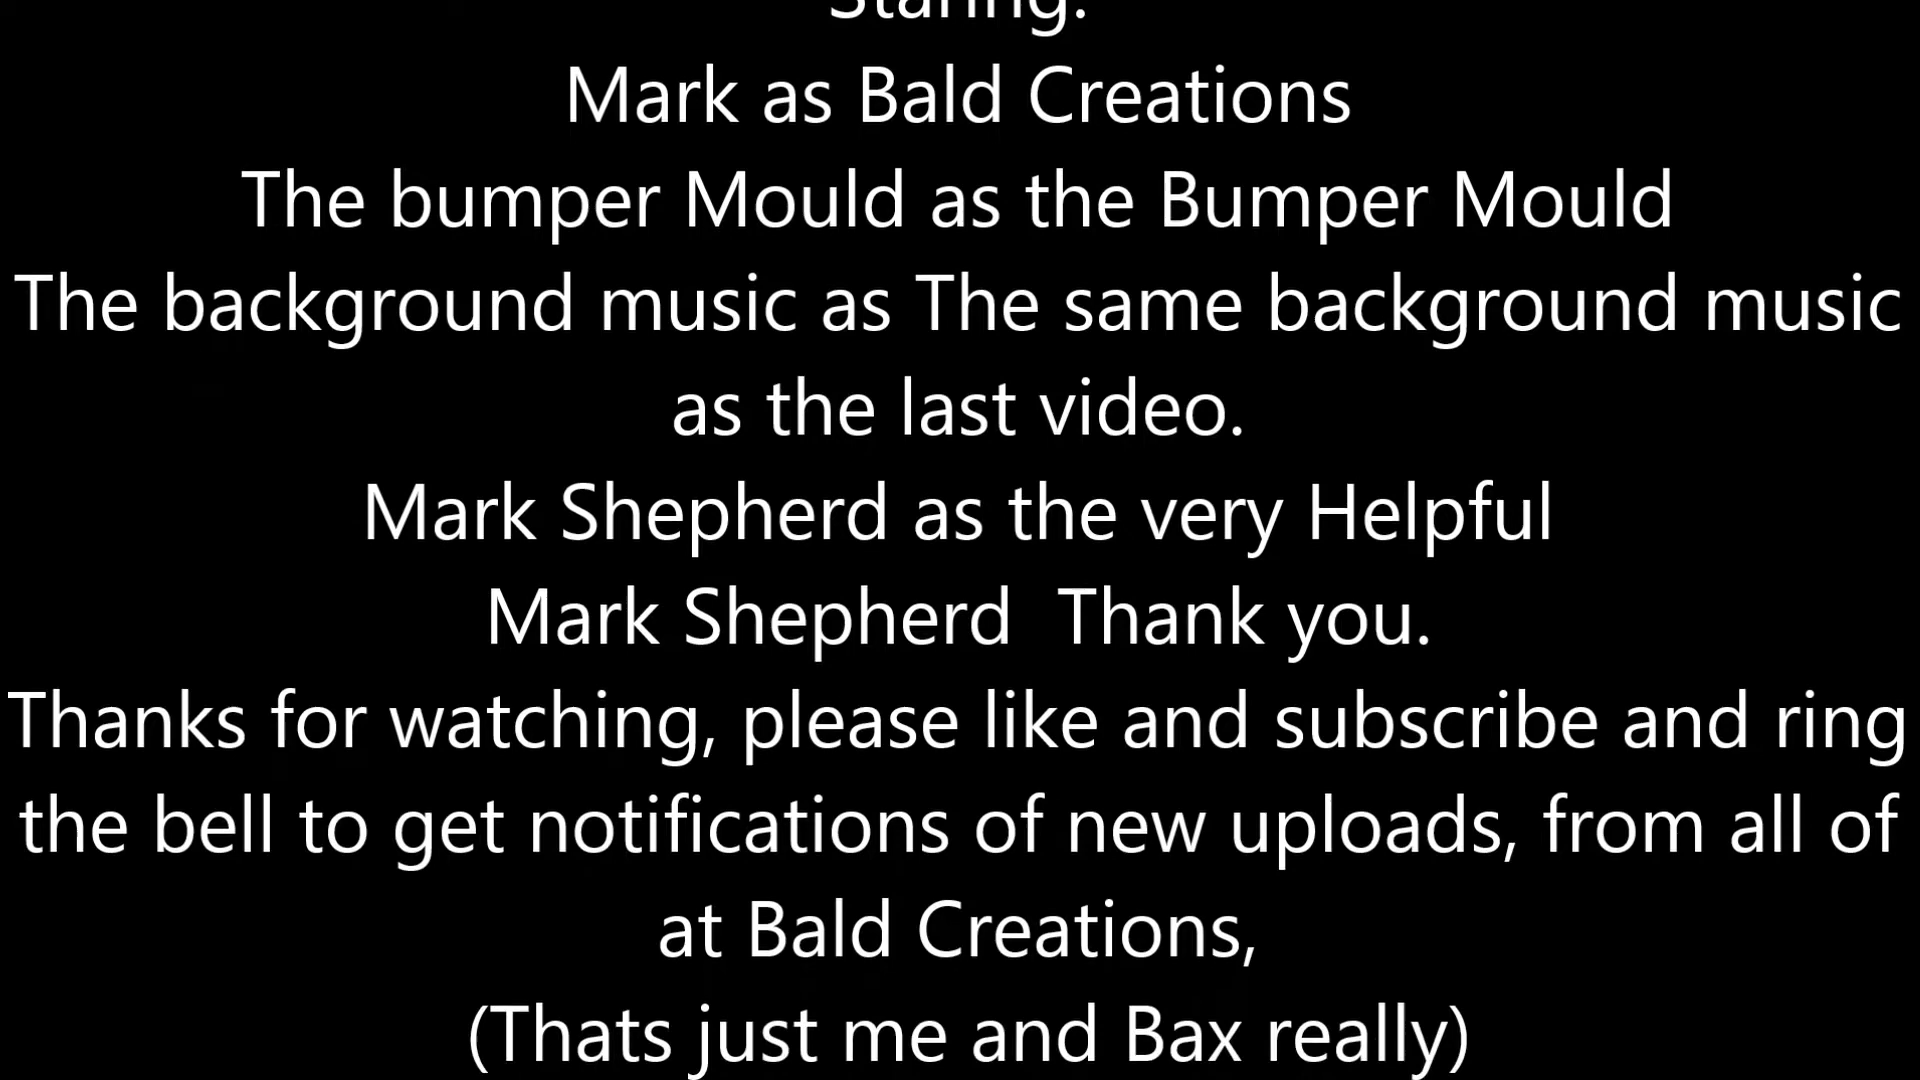 Staring:
Mark as Bald Creations
The bumper Mould as the Bumper Mould
The background music as The same background music
as the last video.
Mark Shepherd as the very Helpful
Mark Shepherd  Thank you.
Thanks for watching, please like and subscribe and ring
the bell to get notifications of new uploads, from all of
at Bald Creations,
(Thats just me and Bax really)